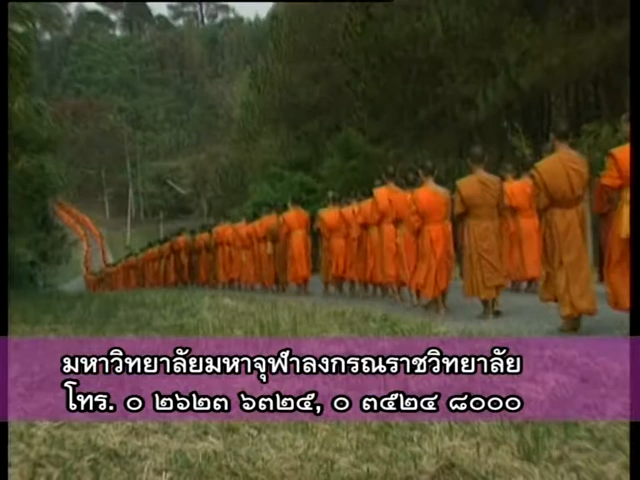 มหาวิทยาลัยมหาจุฬาลงกรณราชวิทยาลัย
โทร. ๐ ๒๖๒๓ ๖๓๒๕, ๐ ๓๕๒๔ ๘๐๐๐